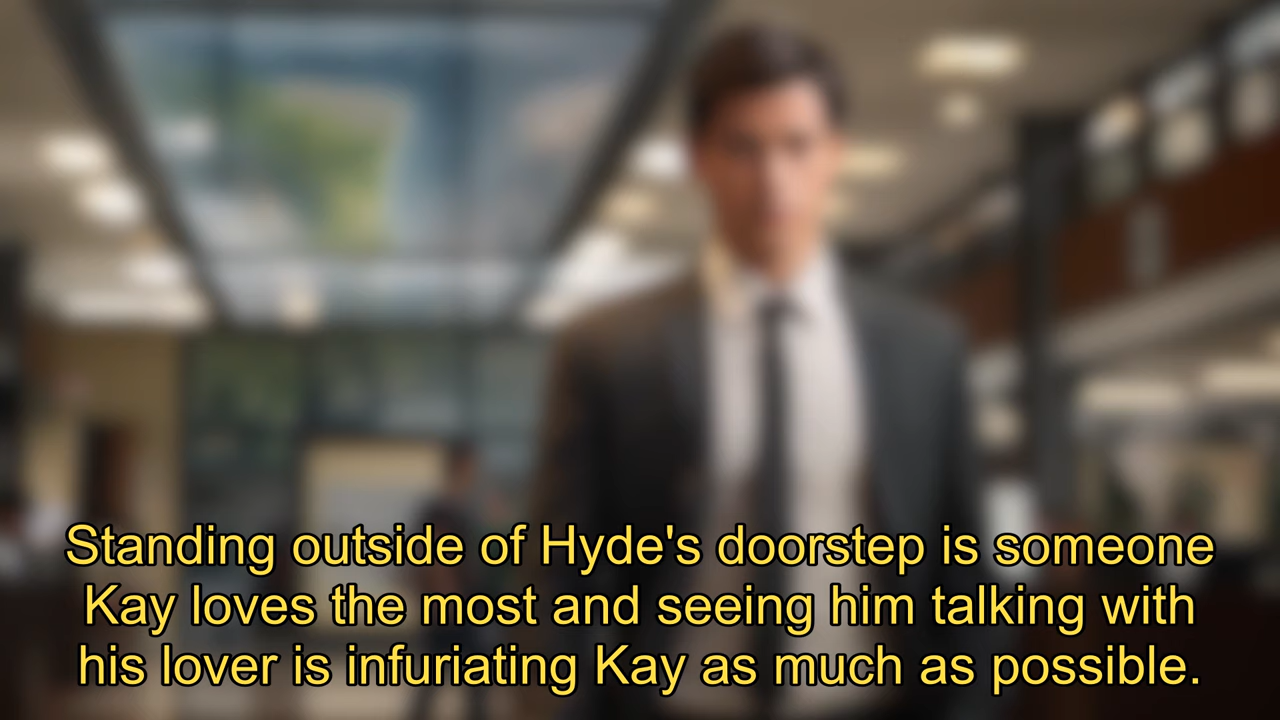 Standing outside of Hyde's doorstep is someone
Kay loves the most and seeing him talking with
his lover is infuriating Kay as much as possible.